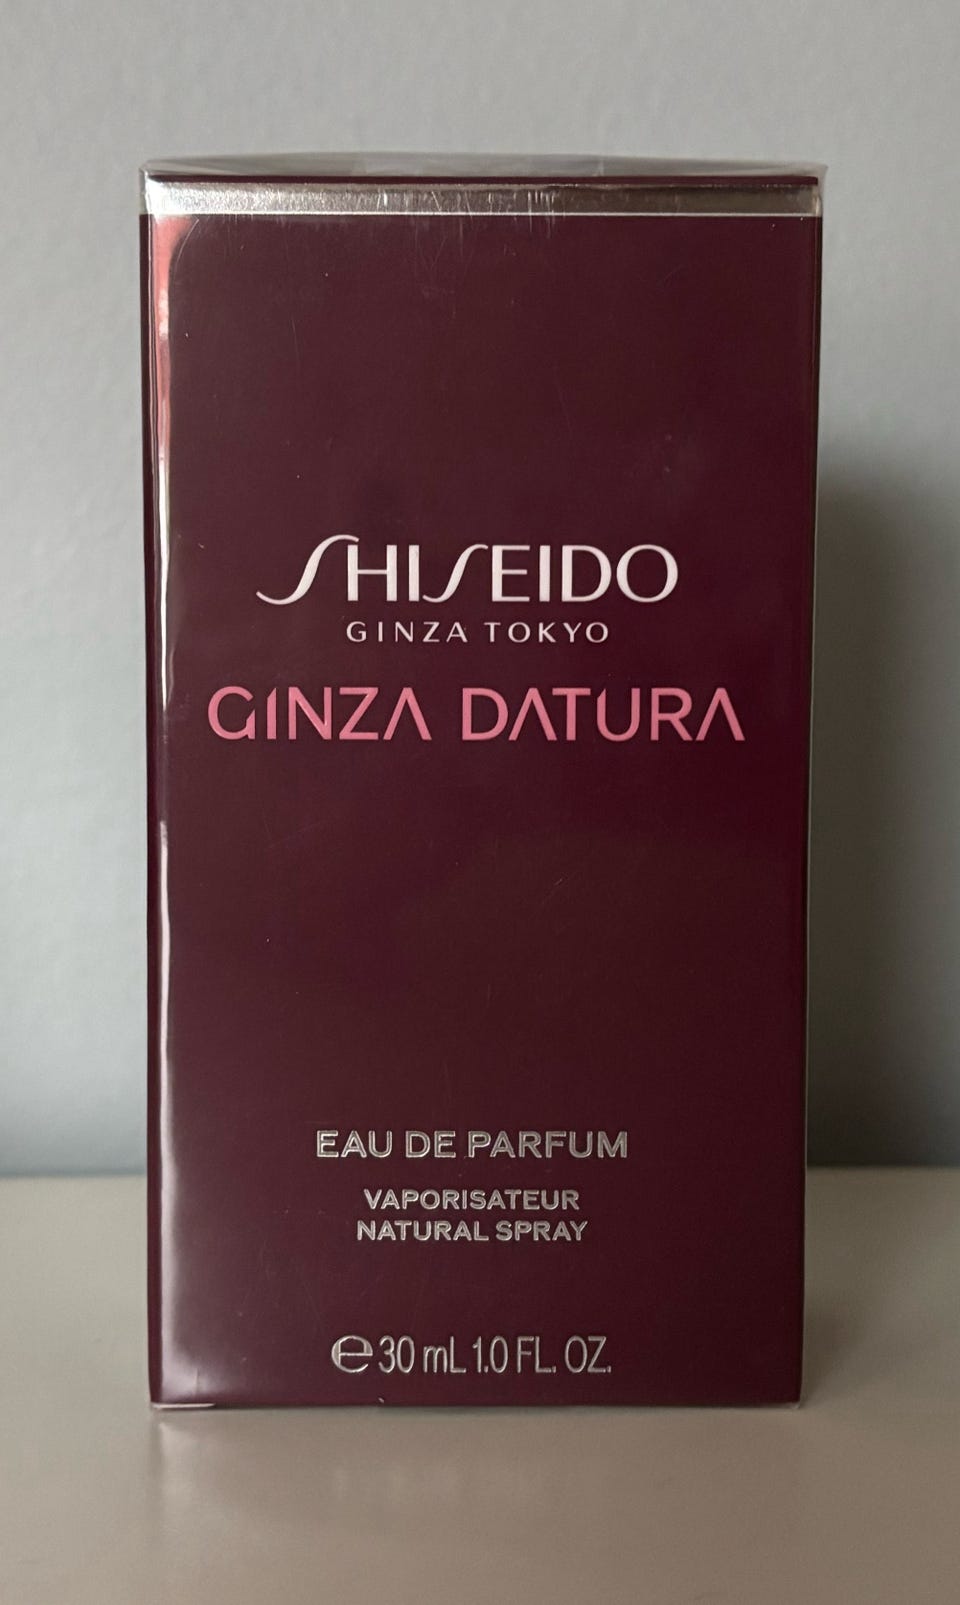 SHISEIDO
GINZA TOKYO
GINZA DATURA
EAU DE PARFUM
VAPORISATEUR
NATURAL SPRAY
℮ 30 mL 1.0 FL. OZ.